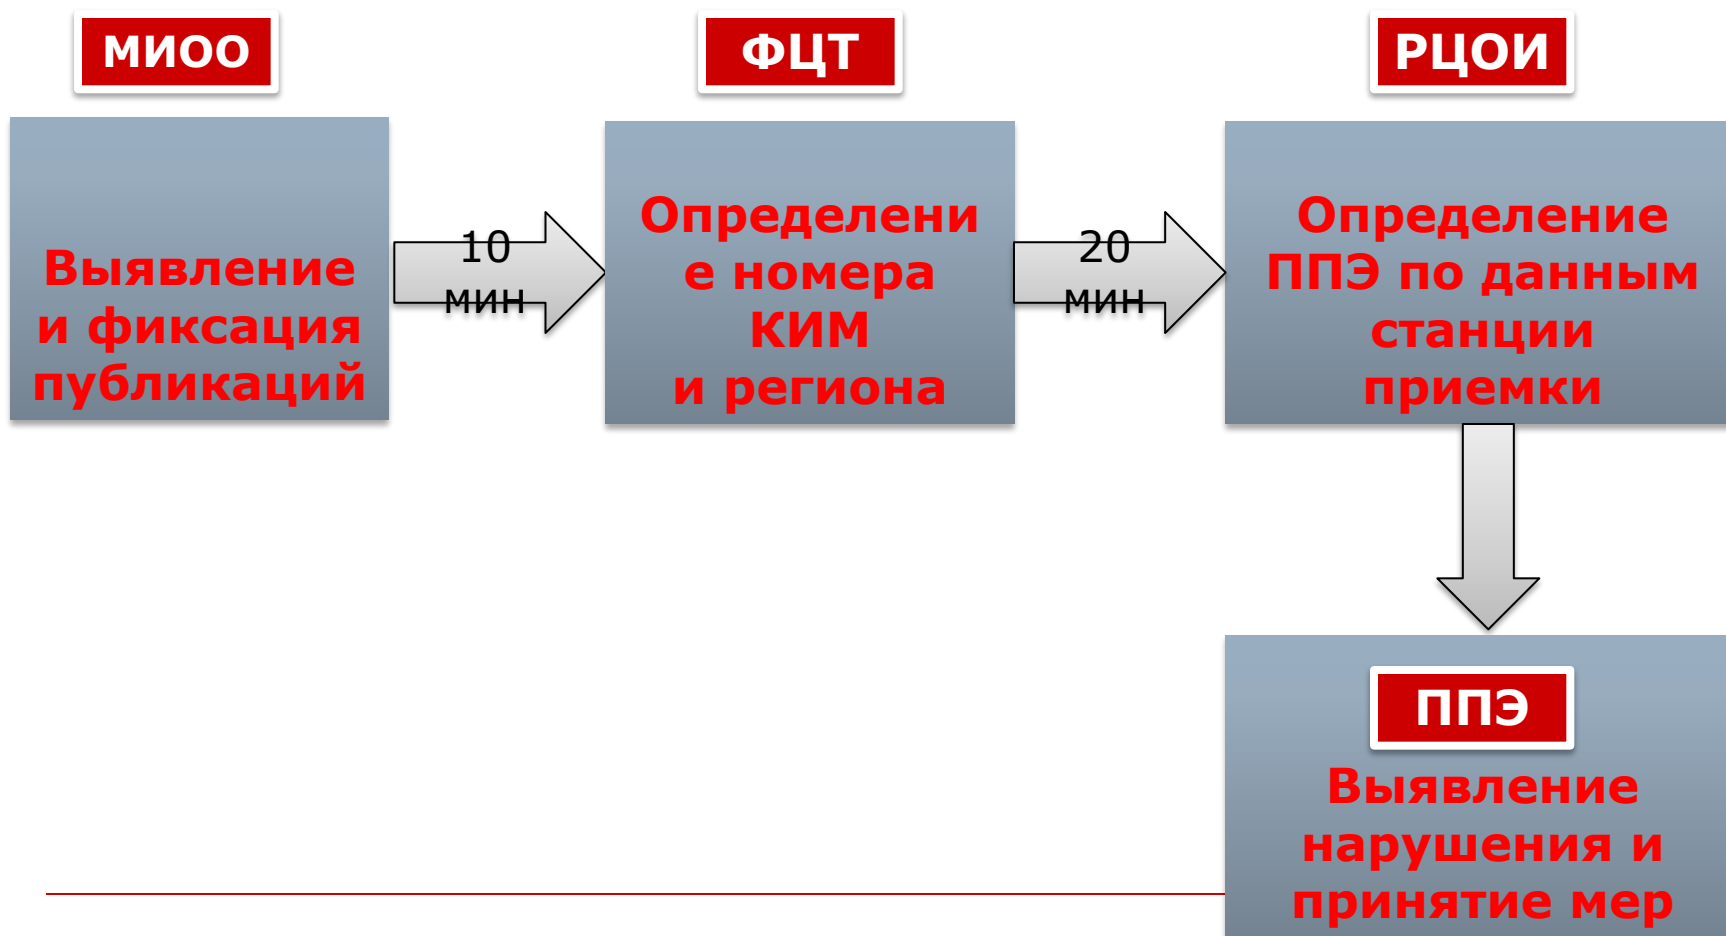 МИОО
ФЦТ
РЦОИ
Выявление
и фиксация
публикаций
10
мин
Определени
е номера
КИМ
и региона
20
мин
Определение
ППЭ по данным
станции
приемки
ППЭ
Выявление
нарушения и
принятие мер